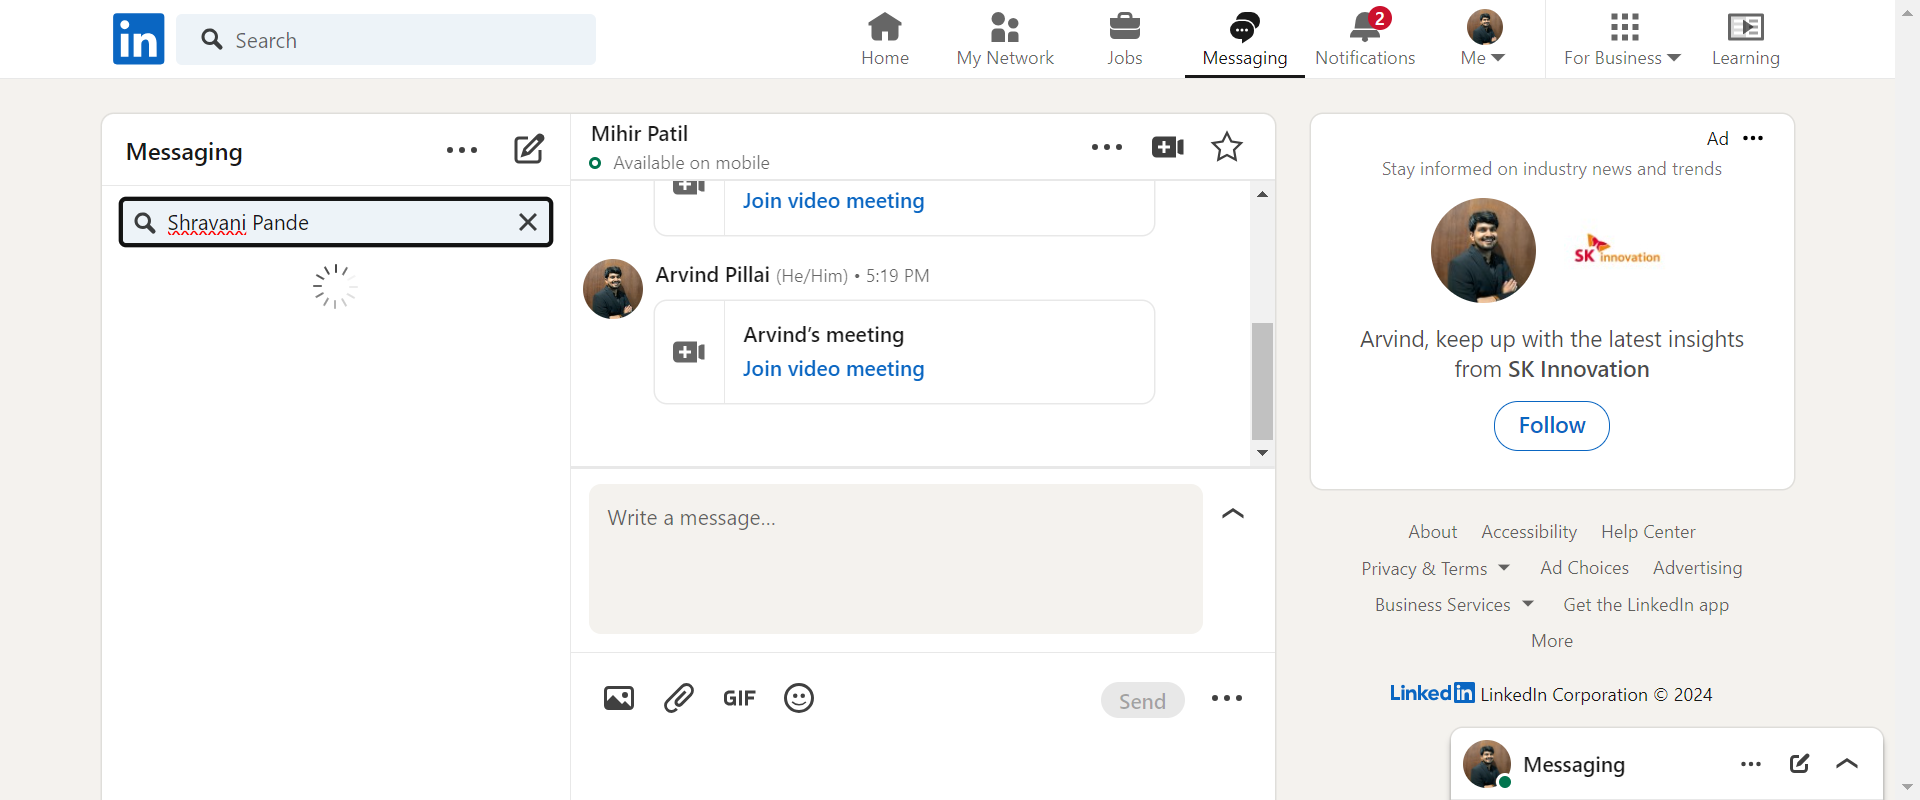 in
Search
Home
My Network
Jobs
Messaging
2
Notifications
Me
For Business
Learning
Messaging
Shravani Pande
Mihir Patil
Available on mobile
Join video meeting
Arvind Pillai (He/Him) • 5:19 PM
Arvind's meeting
Join video meeting
Write a message...
GIF
Send
Ad
Stay informed on industry news and trends
SK innovation
Arvind, keep up with the latest insights
from SK Innovation
Follow
About Accessibility Help Center
Privacy & Terms Ad Choices Advertising
Business Services Get the LinkedIn app
More
LinkedIn LinkedIn Corporation © 2024
Messaging